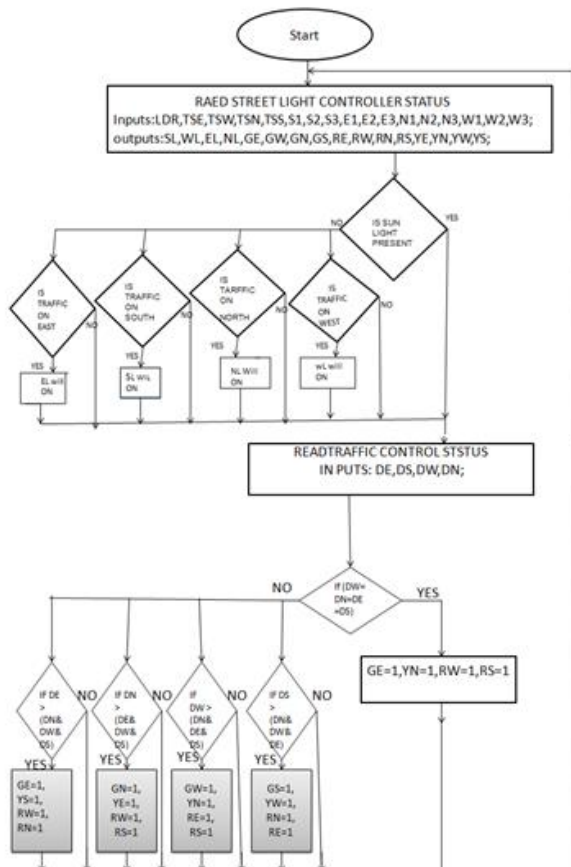 Start
RAED STREET LIGHT CONTROLLER STATUS
Inputs:LDR,TSE,TSW,TSN,TSS,S1,S2,S3,E1,E2,E3,N1,N2,N3,W1,W2,W3;
outputs:SL,WL,EL,NL,GE,GW,GN,GS,RE,RW,RN,RS,YE,YN,YW,YS;
NO
IS SUN
LIGHT
PRESENT
YES
IS
TRAFFIC
ON
EAST
NO
IS
TRAFFIC
ON
SOUTH
NO
IS
TARFFIC
ON
NORTH
NO
IS
TRAFFIC
ON
WEST
NO
YES
EL will
ON
YES
SL WiL
ON
YES
NL Will
ON
YES
wL will
ON
READTRAFFIC CONTROL STSTUS
IN PUTS: DE,DS,DW,DN;
NO
If (DW=
DN=DE
=DS)
YES
GE=1,YN=1,RW=1,RS=1
IF DE
>
(DN&
DW&
DS)
NO
IF DN
>
(DE&
DW&
DS)
NO
IF
DW >
(DN&
DE&
DS)
NO
IF DS
>
(DN&
DW&
DE)
NO
YES
GE=1,
YS=1,
RW=1,
RN=1
YES
GN=1,
YE=1,
RW=1,
RS=1
YES
GW=1,
YN=1,
RE=1,
RS=1
YES
GS=1,
YW=1,
RN=1,
RE=1